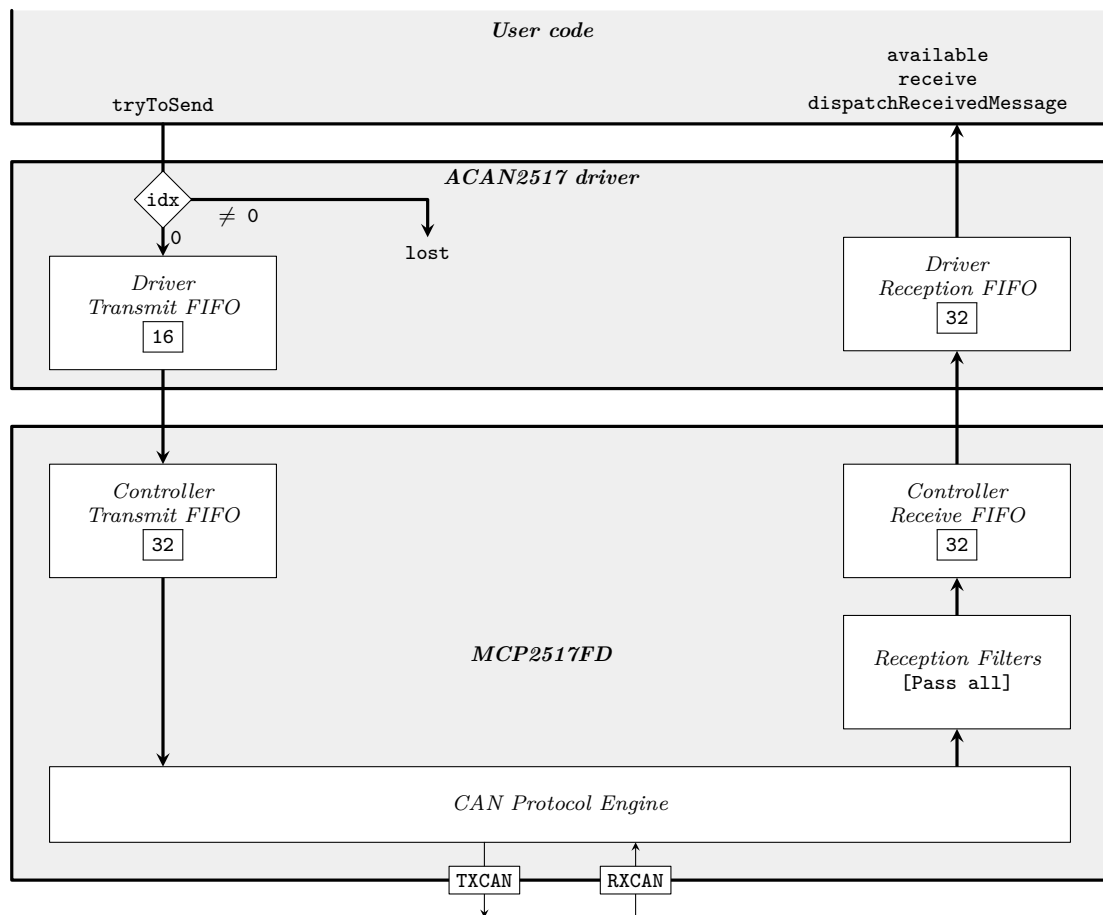 User code
available
receive
dispatchReceivedMessage
tryToSend
ACAN2517 driver
idx
≠ 0
0
lost
Driver
Transmit FIFO
16
Driver
Reception FIFO
32
Controller
Transmit FIFO
32
Controller
Receive FIFO
32
MCP2517FD
Reception Filters
[Pass all]
CAN Protocol Engine
TXCAN
RXCAN